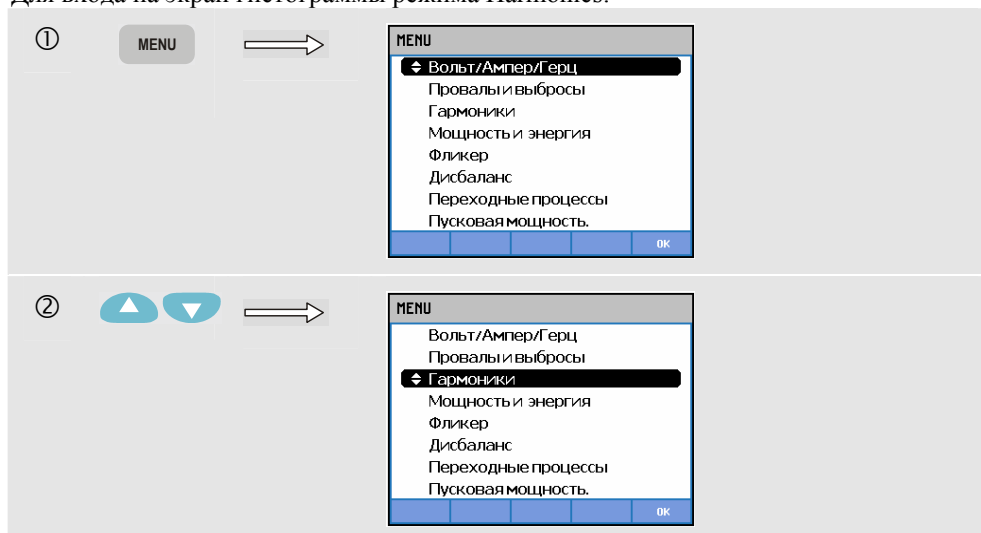 Для входа на экран гистограммы режима Harmonics:
①
MENU
MENU
Вольт/Ампер/Герц
Провалы и выбросы
Гармоники
Мощность и энергия
Фликер
Дисбаланс
Переходные процессы
Пусковая мощность.
OK
②
MENU
Вольт/Ампер/Герц
Провалы и выбросы
Гармоники
Мощность и энергия
Фликер
Дисбаланс
Переходные процессы
Пусковая мощность.
OK